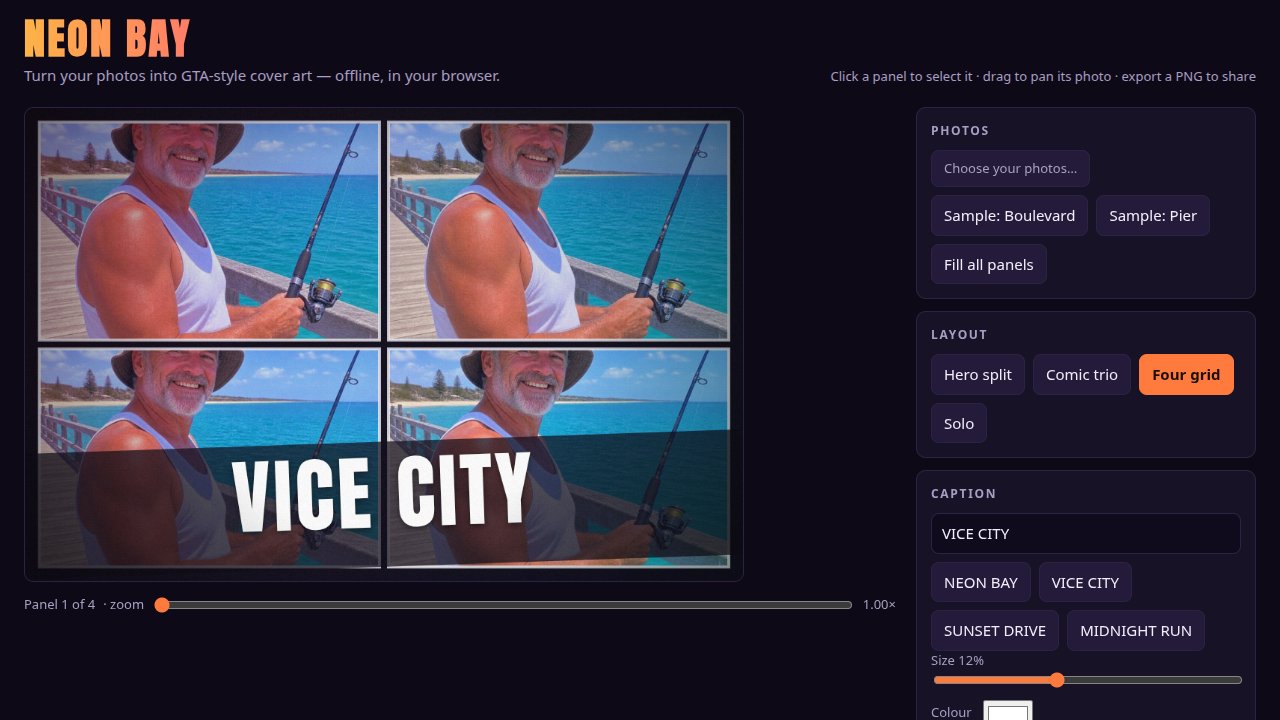 NEON BAY
Turn your photos into GTA-style cover art — offline, in your browser.
Click a panel to select it · drag to pan its photo · export a PNG to share
VICE CITY
Panel 1 of 4 · zoom
1.00×
PHOTOS
Choose your photos...
Sample: Boulevard
Sample: Pier
Fill all panels
LAYOUT
Hero split
Comic trio
Four grid
Solo
CAPTION
VICE CITY
NEON BAY
VICE CITY
SUNSET DRIVE
MIDNIGHT RUN
Size 12%
Colour